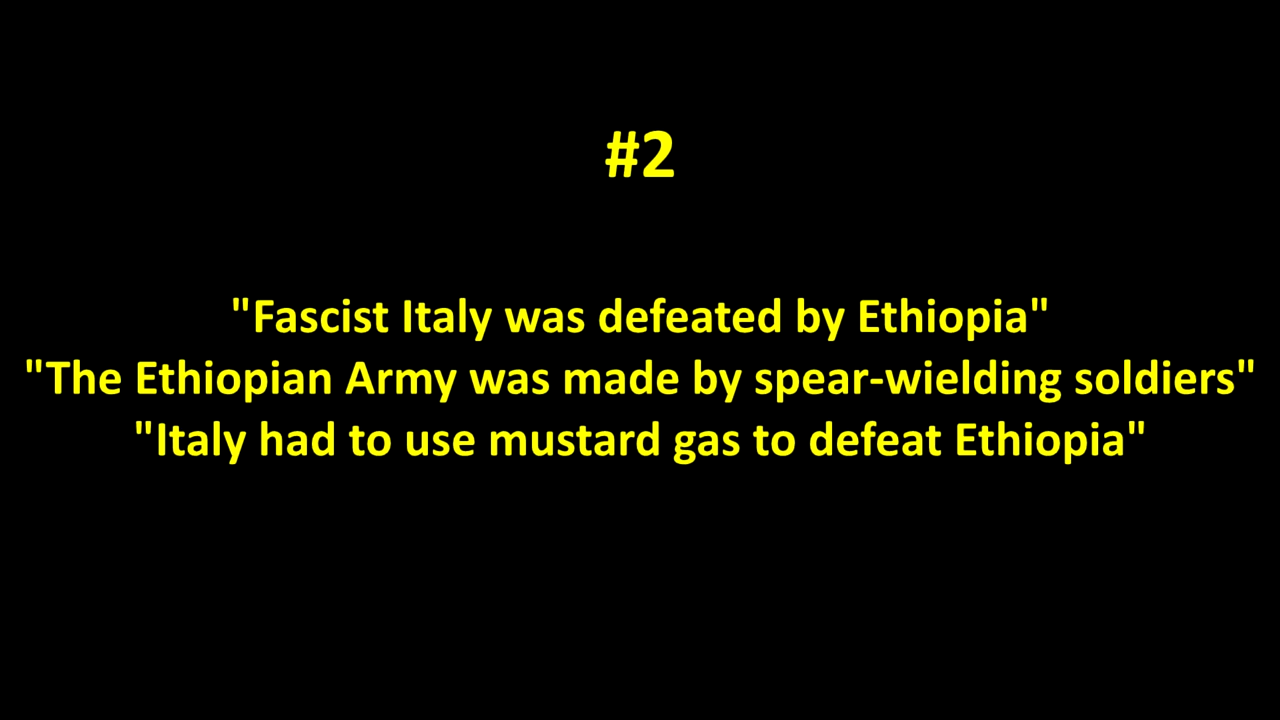 #2
"Fascist Italy was defeated by Ethiopia"
"The Ethiopian Army was made by spear-wielding soldiers"
"Italy had to use mustard gas to defeat Ethiopia"